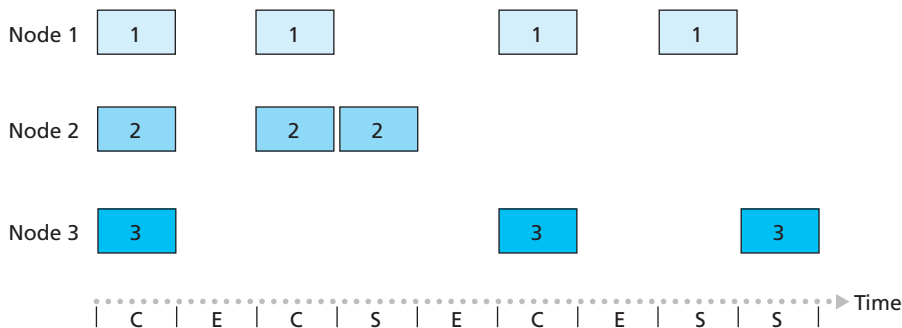 Node 1 1 1 1 1
Node 2 2 2 2
Node 3 3 3 3
Time
C E C S E C E S S